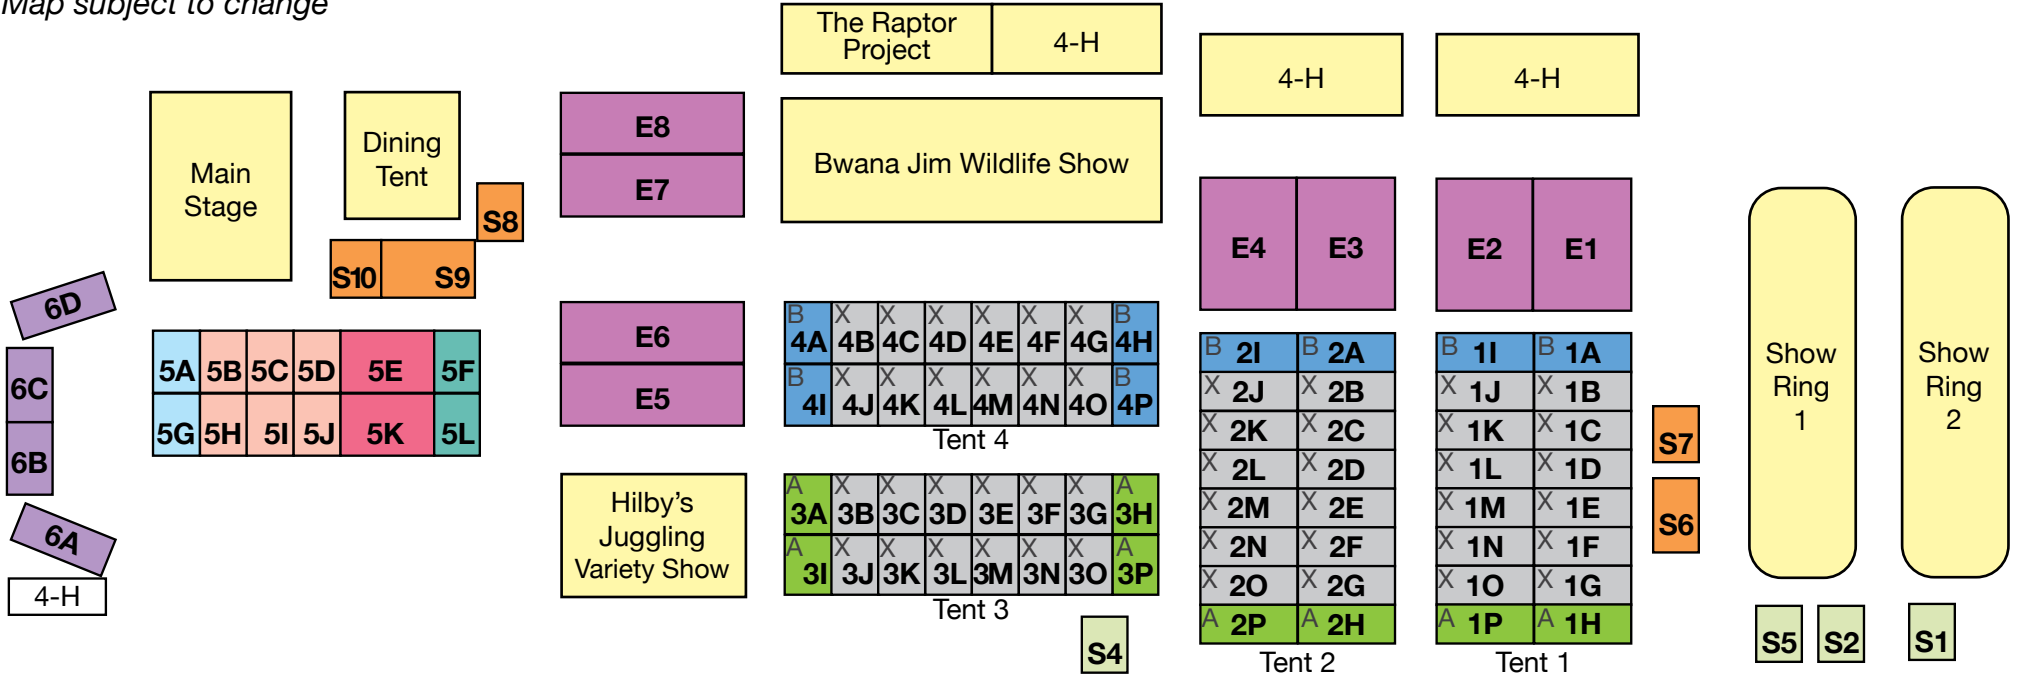 Map subject to change
The Raptor
Project
4-H
4-H
4-H
Main
Stage
Dining
Tent
E8
E7
Bwana Jim Wildlife Show
S8
S10
S9
E4
E3
E2
E1
6D
6C
6B
6A
4-H
5A
5B
5C
5D
5E
5F
5G
5H
5I
5J
5K
5L
E6
E5
B
X
X
X
X
X
X
B
4A
4B
4C
4D
4E
4F
4G
4H
B
X
X
X
X
X
X
B
4I
4J
4K
4L
4M
4N
4O
4P
Tent 4
Hilby's
Juggling
Variety Show
A
X
X
X
X
X
X
A
3A
3B
3C
3D
3E
3F
3G
3H
A
X
X
X
X
X
X
A
3I
3J
3K
3L
3M
3N
3O
3P
Tent 3
S4
B 2I
B 2A
X 2J
X 2B
X 2K
X 2C
X 2L
X 2D
X 2M
X 2E
X 2N
X 2F
X 2O
X 2G
A 2P
A 2H
Tent 2
B 1I
B 1A
X 1J
X 1B
X 1K
X 1C
X 1L
X 1D
X 1M
X 1E
X 1N
X 1F
X 1O
X 1G
A 1P
A 1H
Tent 1
S7
S6
Show
Ring
1
Show
Ring
2
S5
S2
S1